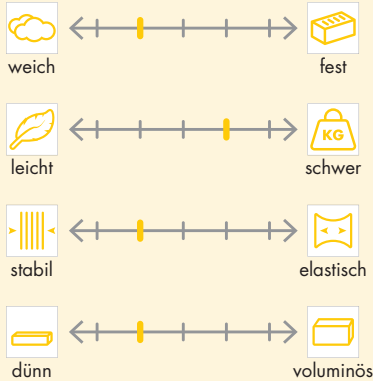 weich fest
KG
leicht schwer
stabil elastisch
dünn voluminös